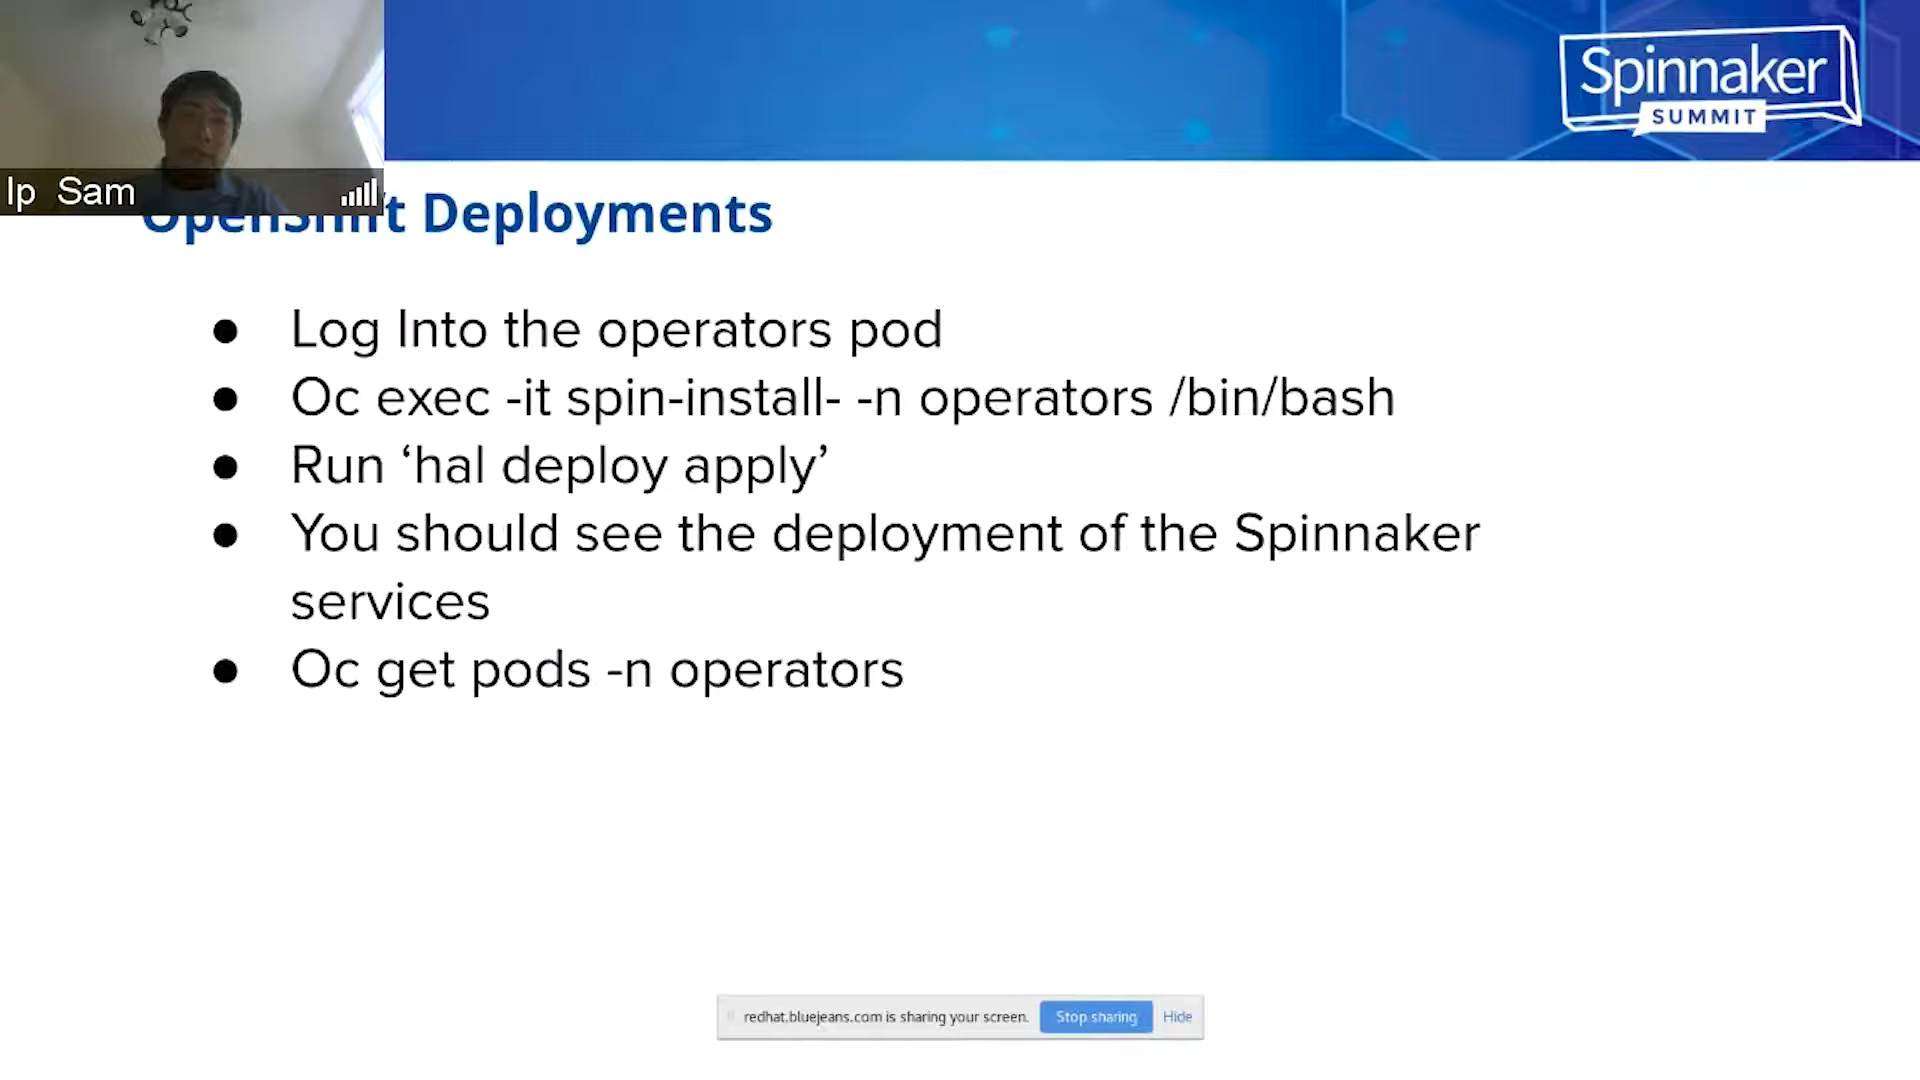 Spinnaker
SUMMIT
Ip Sam
OpenShift Deployments
● Log Into the operators pod
● Oc exec -it spin-install- -n operators /bin/bash
● Run ‘hal deploy apply’
● You should see the deployment of the Spinnaker
services
● Oc get pods -n operators
redhat.bluejeans.com is sharing your screen. Stop sharing Hide